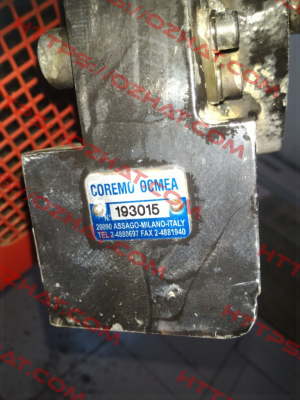 HTTPS://OZHAT.COM
COREMO OCMEA
N° 193015
20090 ASSAGO-MILANO-ITALY
TEL 2-4880697 FAX 2-4881940